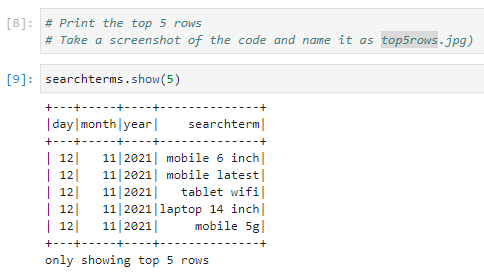 [8]: # Print the top 5 rows
# Take a screenshot of the code and name it as top5rows.jpg)
[9]: searchterms.show(5)
+---+-----+----+--------------+
|day|month|year|    searchterm|
+---+-----+----+--------------+
| 12|   11|2021| mobile 6 inch|
| 12|   11|2021| mobile latest|
| 12|   11|2021|   tablet wifi|
| 12|   11|2021|laptop 14 inch|
| 12|   11|2021|     mobile 5g|
+---+-----+----+--------------+
only showing top 5 rows